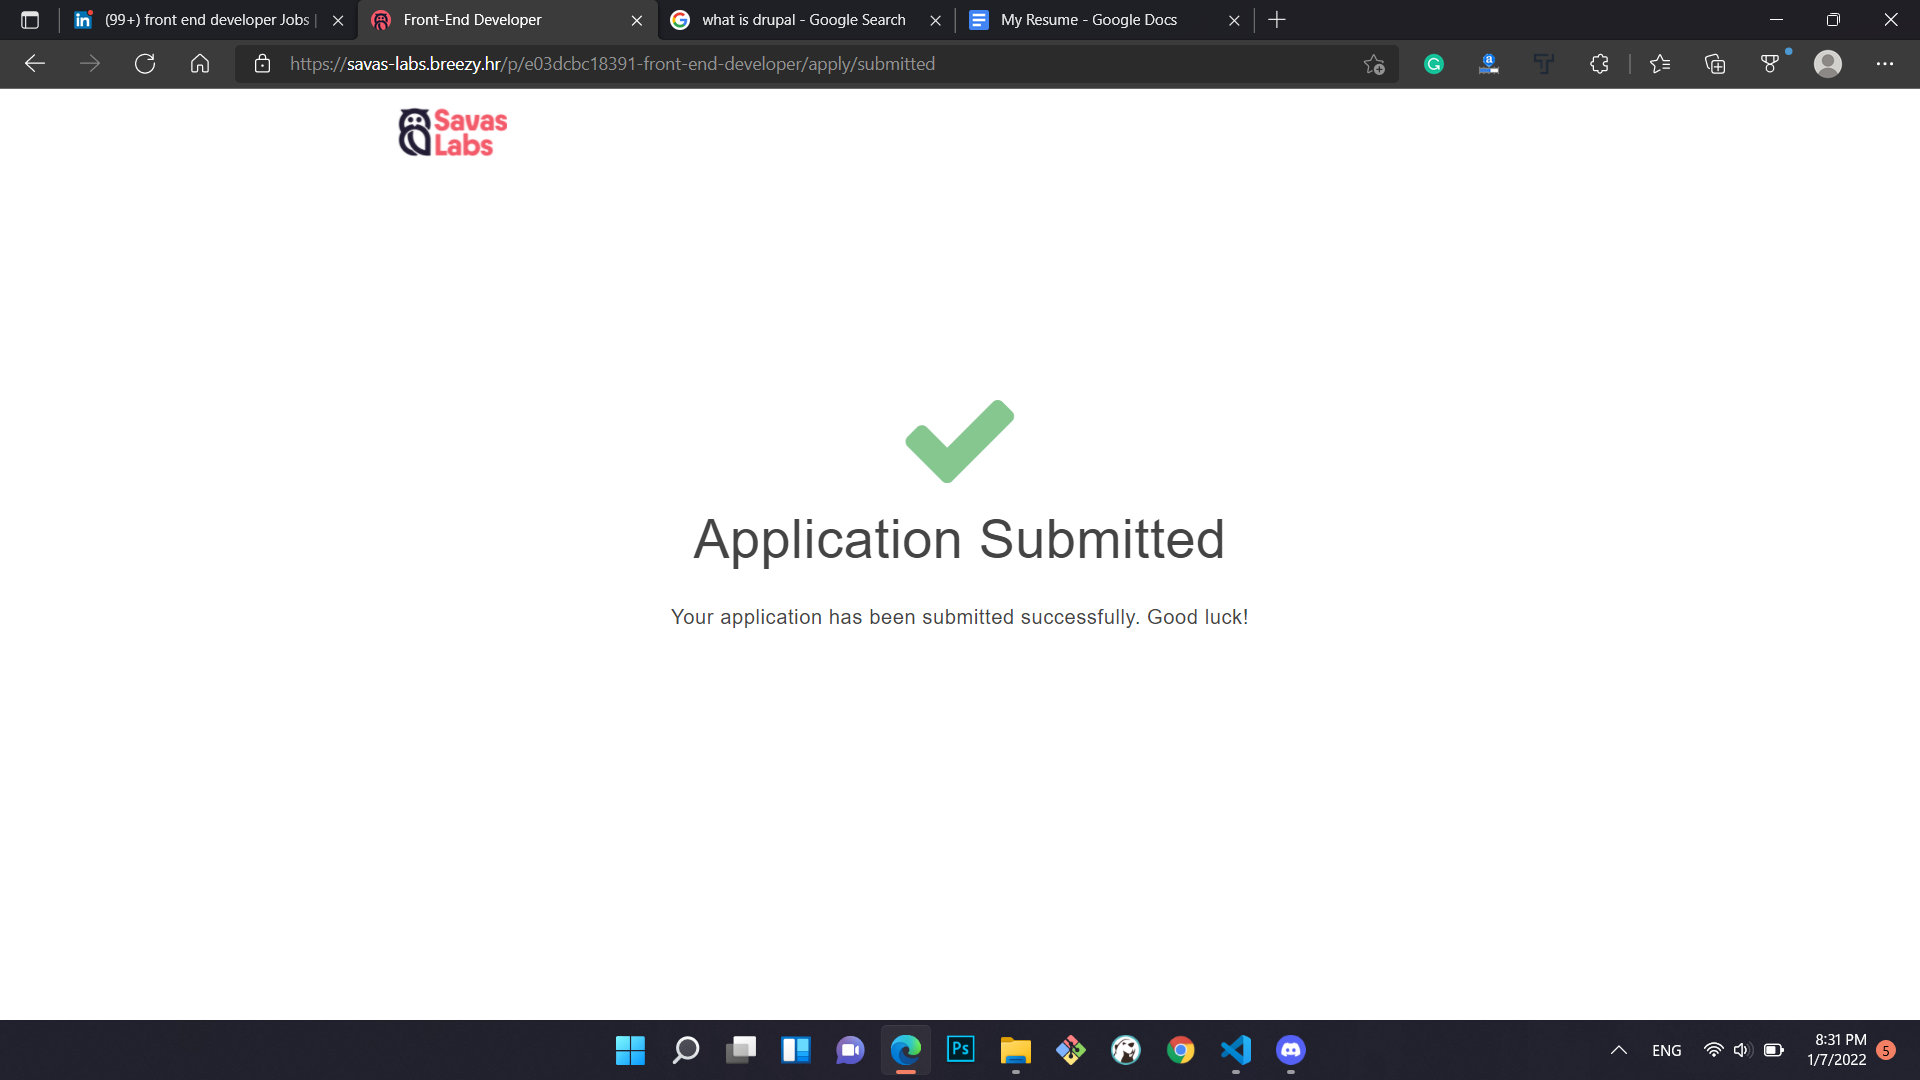 (99+) front end developer Jobs |
Front-End Developer
what is drupal - Google Search
My Resume - Google Docs
https://savas-labs.breezy.hr/p/e03dcbc18391-front-end-developer/apply/submitted
Savas
Labs
Application Submitted
Your application has been submitted successfully. Good luck!
ENG
8:31 PM
1/7/2022
5
in
G
a
T
Ps